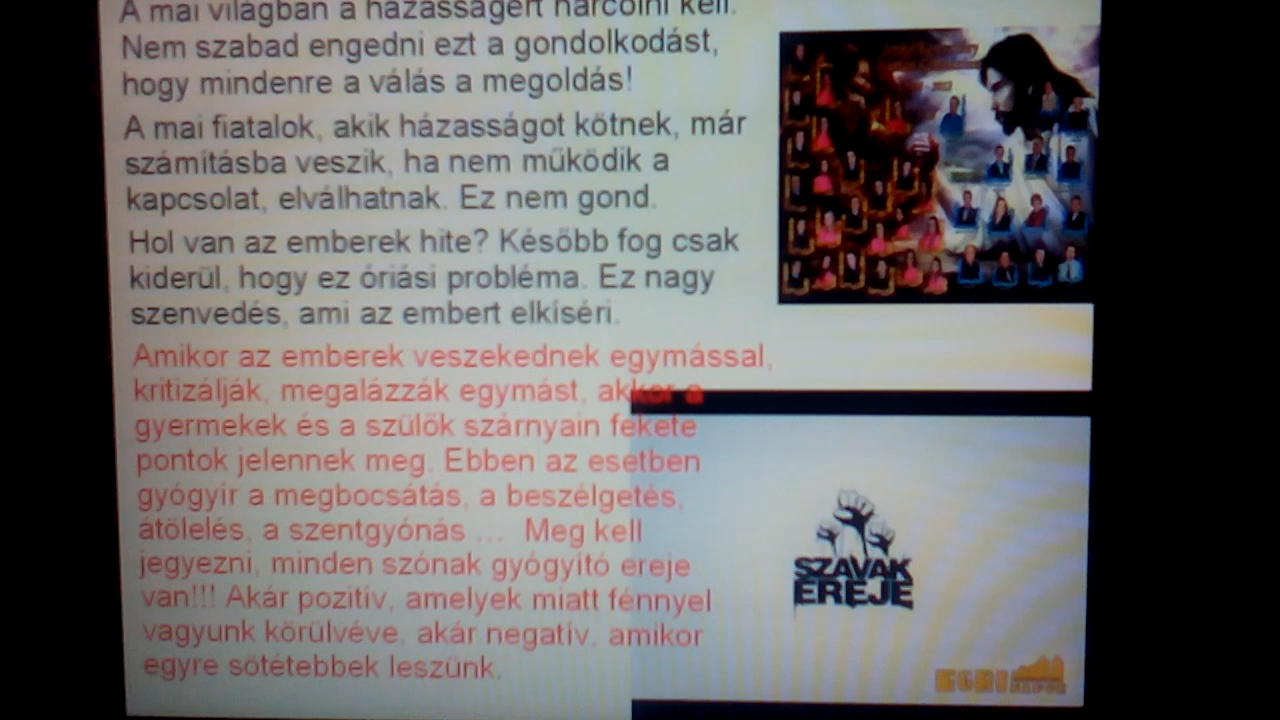 A mai világban a házasságért harcolni kell.
Nem szabad engedni ezt a gondolkodást,
hogy mindenre a válás a megoldás!
A mai fiatalok, akik házasságot kötnek, már
számításba veszik, ha nem működik a
kapcsolat, elválhatnak. Ez nem gond.
Hol van az emberek hite? Később fog csak
kiderül, hogy ez óriási probléma. Ez nagy
szenvedés, ami az embert elkíséri.
Amikor az emberek veszekednek egymással,
kritizálják, megalázzák egymást, akkor a
gyermekek és a szülők szárnyain fekete
pontok jelennek meg. Ebben az esetben
gyógyír a megbocsátás, a beszélgetés,
átölelés, a szentgyónás ... Meg kell
jegyezni, minden szónak gyógyító ereje
van!!! Akár pozitív, amelyek miatt fénnyel
vagyunk körülvéve, akár negatív, amikor
egyre sötétebbek leszünk.
SZAVAK
EREJE
EGRI